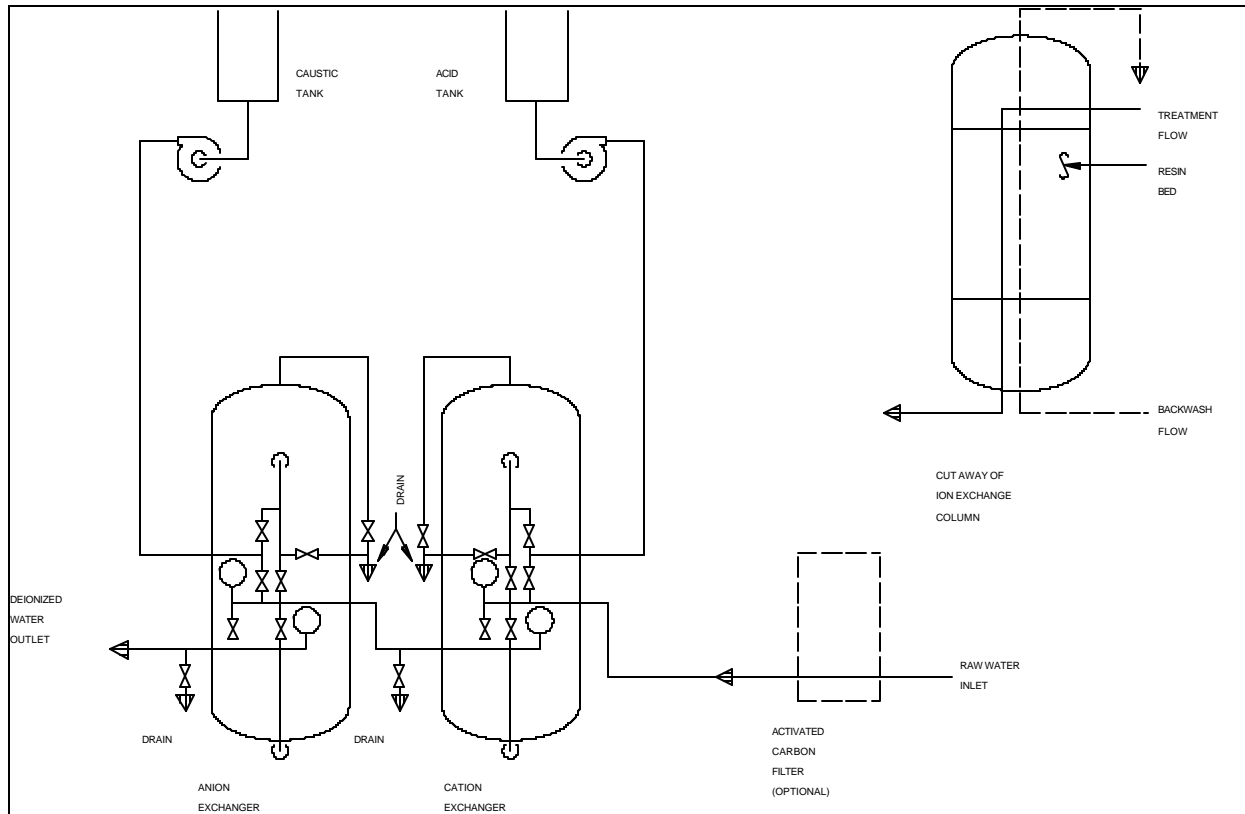 CAUSTIC
TANK
ACID
TANK
TREATMENT
FLOW
RESIN
BED
BACKWASH
FLOW
CUT AWAY OF
ION EXCHANGE
COLUMN
DRAIN
DEIONIZED
WATER
OUTLET
RAW WATER
INLET
DRAIN
DRAIN
ACTIVATED
CARBON
FILTER
(OPTIONAL)
ANION
EXCHANGER
CATION
EXCHANGER